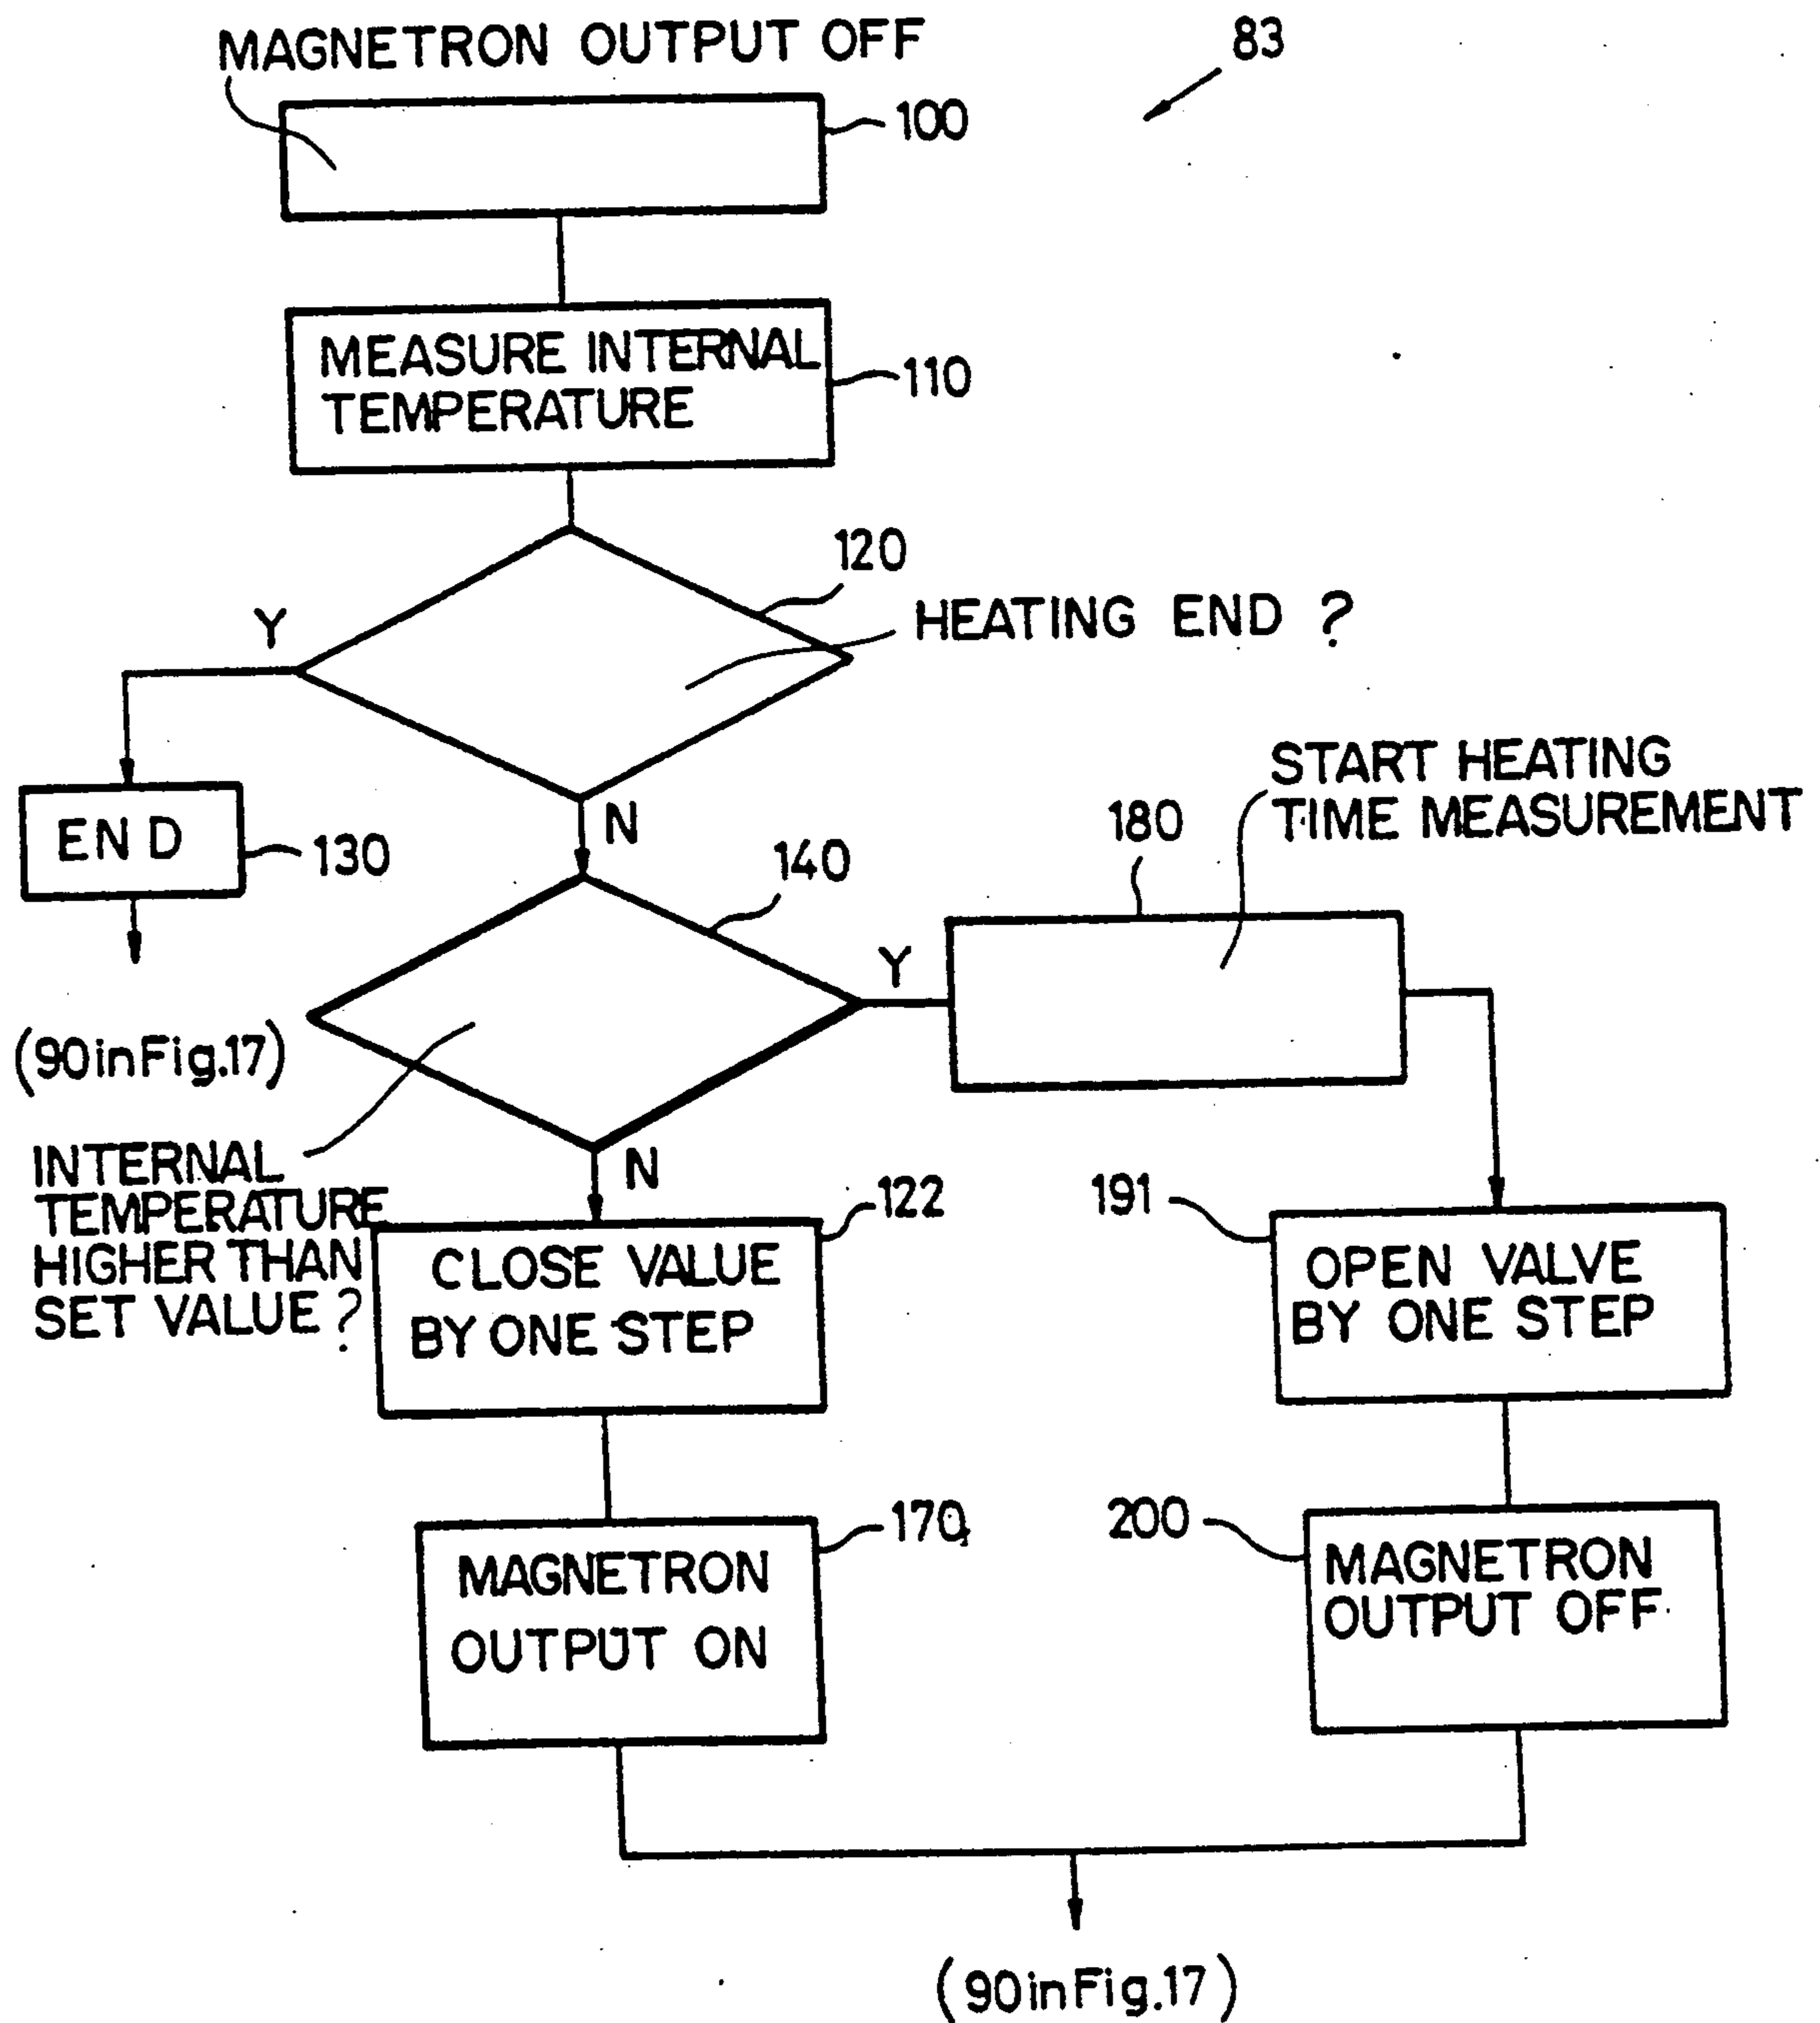 MAGNETRON OUTPUT OFF
83
100
MEASURE INTERNAL
TEMPERATURE
110
120
Y
HEATING END ?
END
130
N
140
START HEATING
TIME MEASUREMENT
180
Y
(90inFig.17)
INTERNAL
TEMPERATURE
HIGHER THAN
SET VALUE ?
N
122
CLOSE VALUE
BY ONE STEP
191
OPEN VALVE
BY ONE STEP
170
MAGNETRON
OUTPUT ON
200
MAGNETRON
OUTPUT OFF
(90inFig.17)